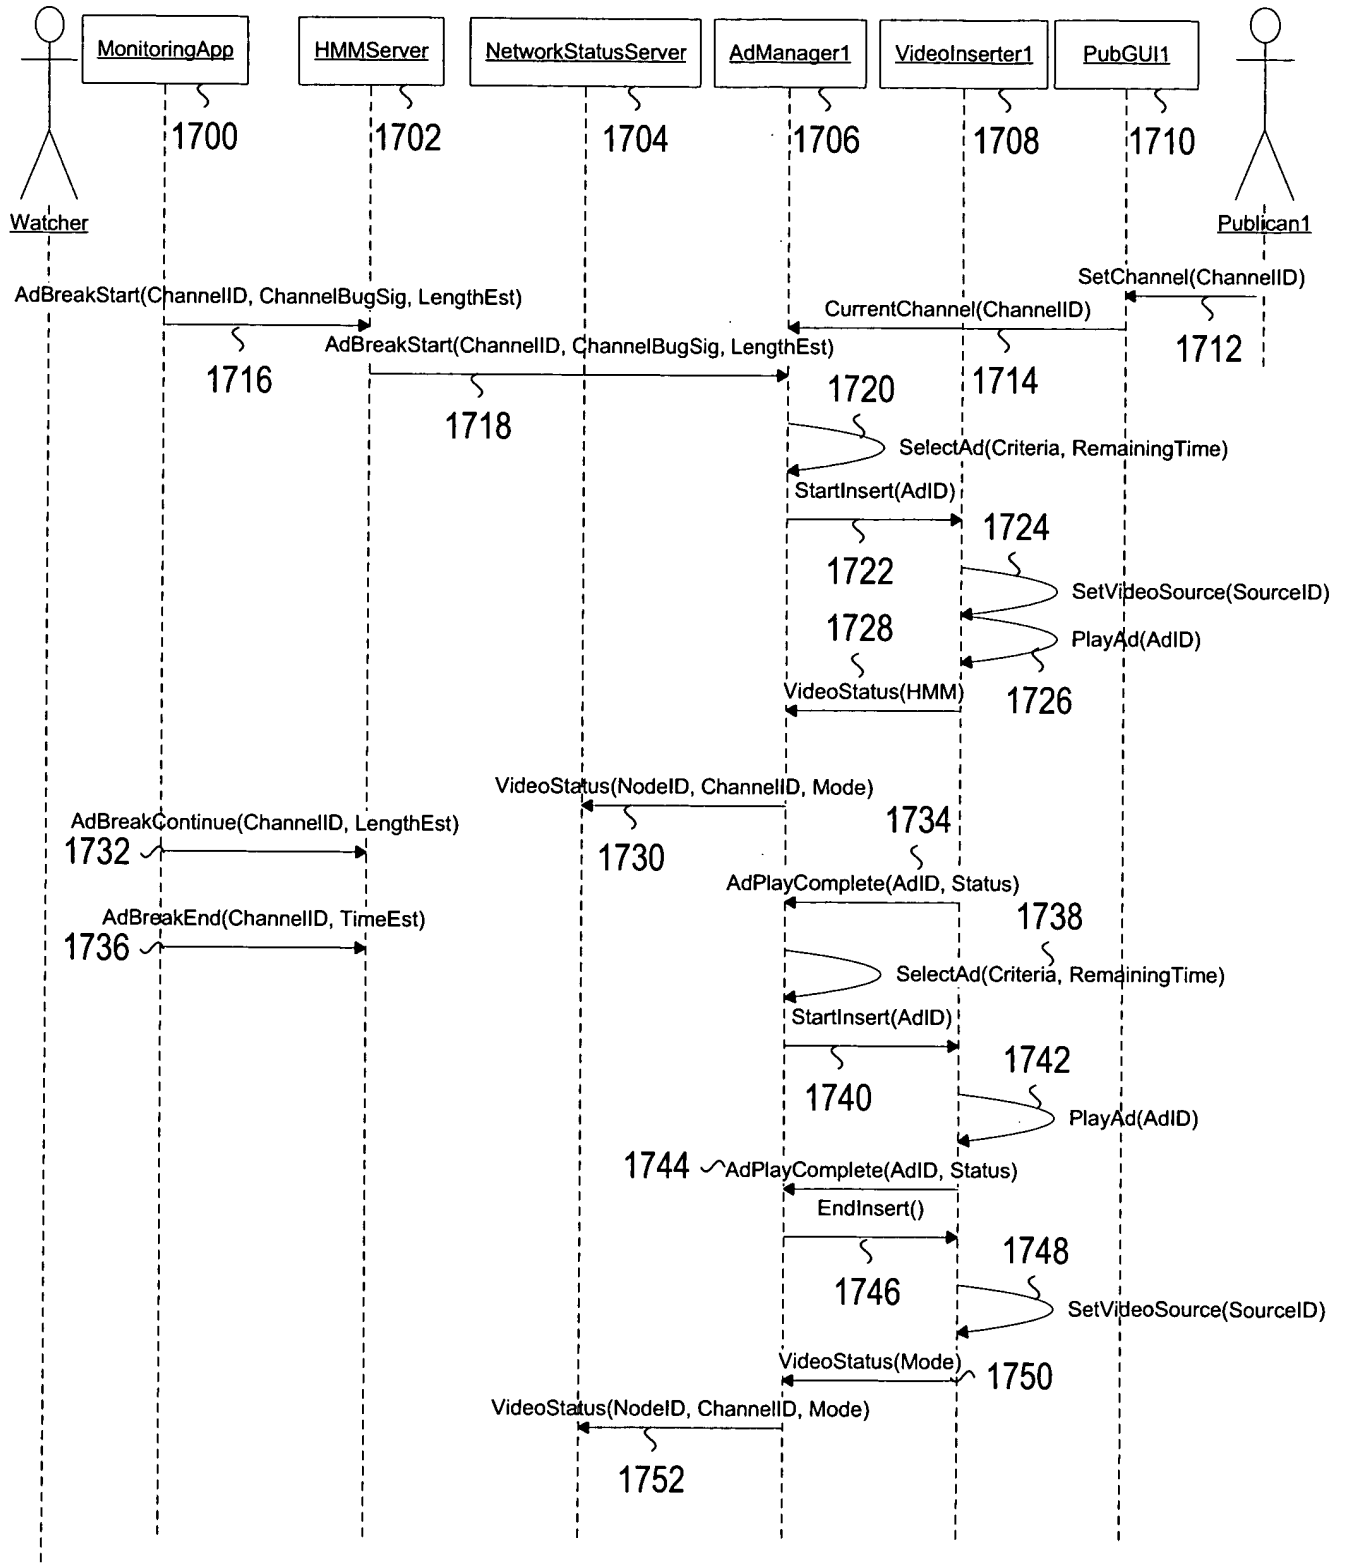 MonitoringApp
HMMServer
NetworkStatusServer
AdManager1
VideoInserter1
PubGUI1
1700
1702
1704
1706
1708
1710
Watcher
Publican1
SetChannel(ChannelID)
AdBreakStart(ChannelID, ChannelBugSig, LengthEst)
CurrentChannel(ChannelID)
1712
AdBreakStart(ChannelID, ChannelBugSig, LengthEst)
1716
1714
1720
1718
SelectAd(Criteria, RemainingTime)
StartInsert(AdID)
1724
1722
SetVideoSource(SourceID)
1728
PlayAd(AdID)
VideoStatus(HMM)
1726
VideoStatus(NodeID, ChannelID, Mode)
AdBreakContinue(ChannelID, LengthEst)
1734
1732
1730
AdPlayComplete(AdID, Status)
AdBreakEnd(ChannelID, TimeEst)
1738
1736
SelectAd(Criteria, RemainingTime)
StartInsert(AdID)
1742
1740
PlayAd(AdID)
1744
AdPlayComplete(AdID, Status)
EndInsert()
1748
1746
SetVideoSource(SourceID)
VideoStatus(Mode)
1750
VideoStatus(NodeID, ChannelID, Mode)
1752